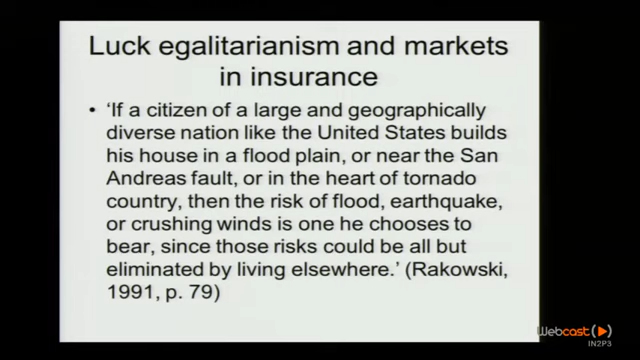 Luck egalitarianism and markets
in insurance
• ‘If a citizen of a large and geographically
diverse nation like the United States builds
his house in a flood plain, or near the San
Andreas fault, or in the heart of tornado
country, then the risk of flood, earthquake,
or crushing winds is one he chooses to
bear, since those risks could be all but
eliminated by living elsewhere.’ (Rakowski,
1991, p. 79)
Webcast
IN2P3